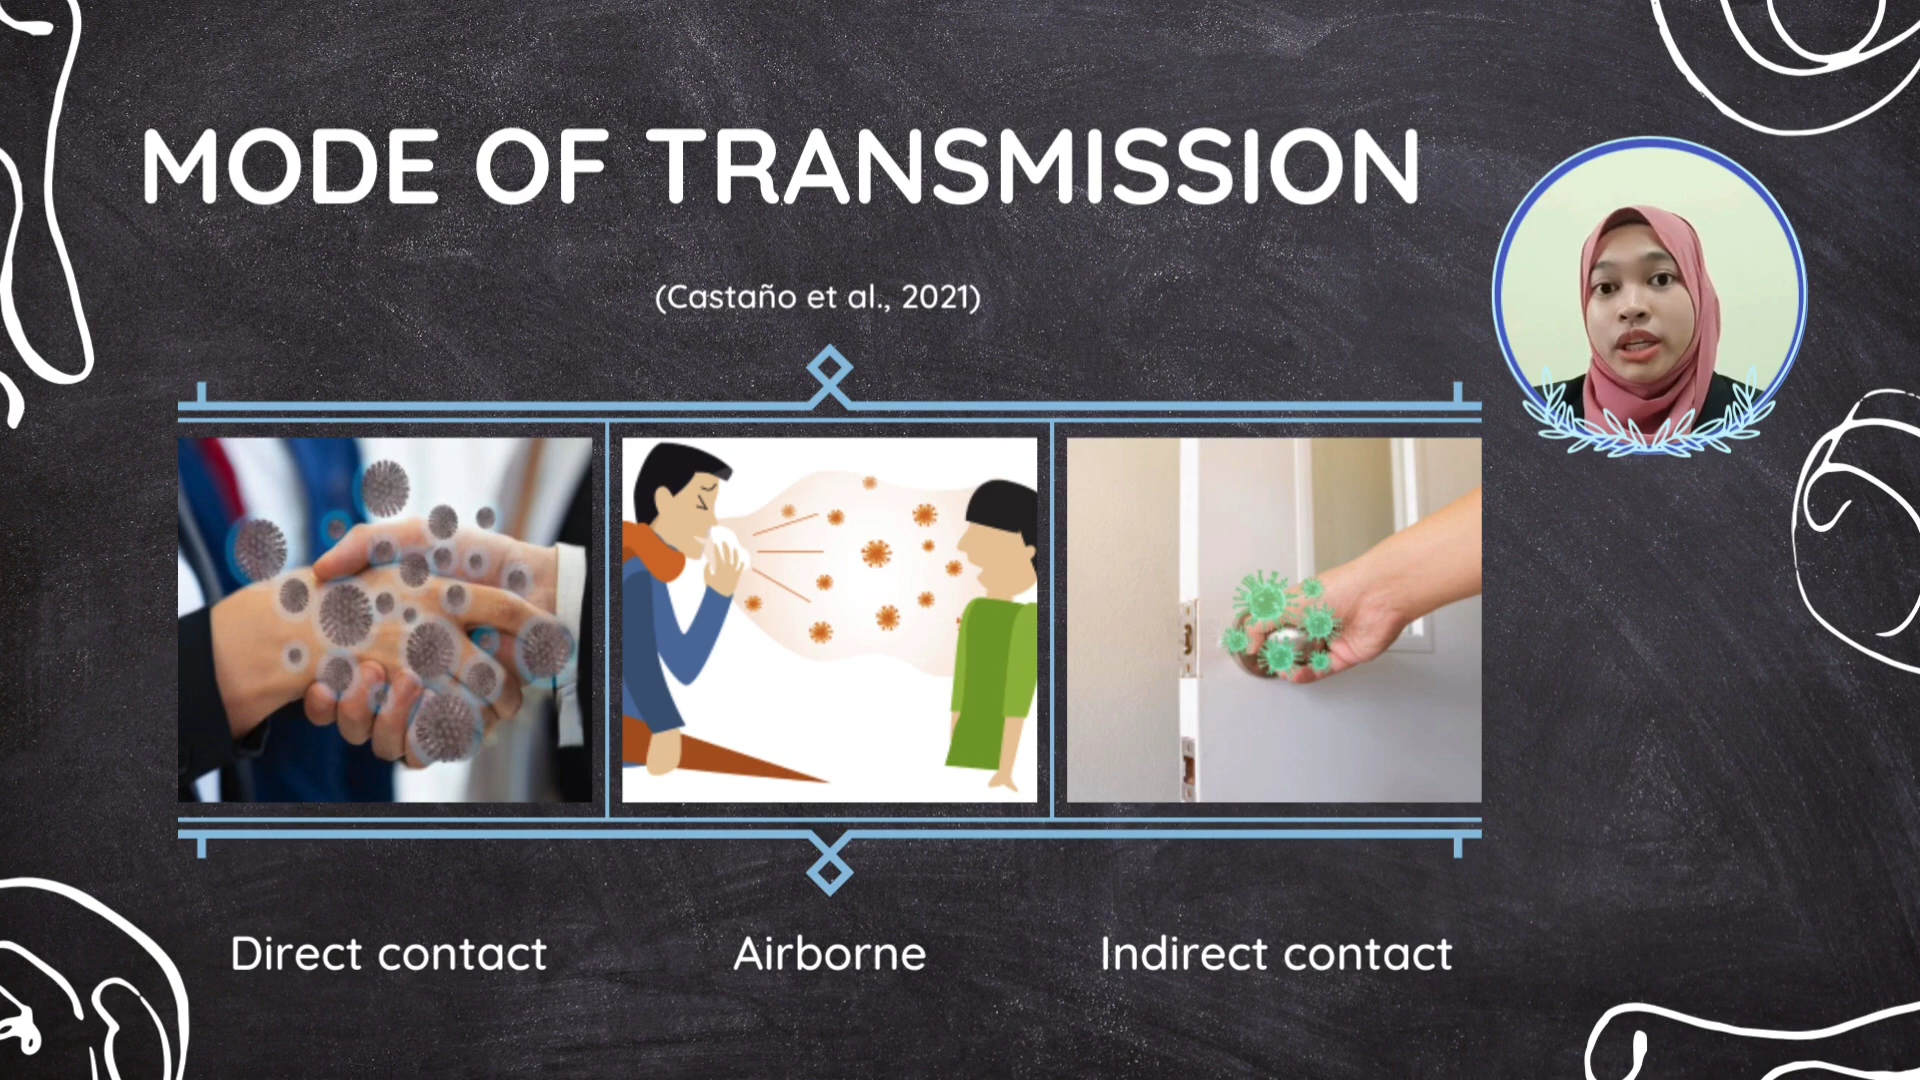 MODE OF TRANSMISSION
(Castaño et al., 2021)
Direct contact
Airborne
Indirect contact